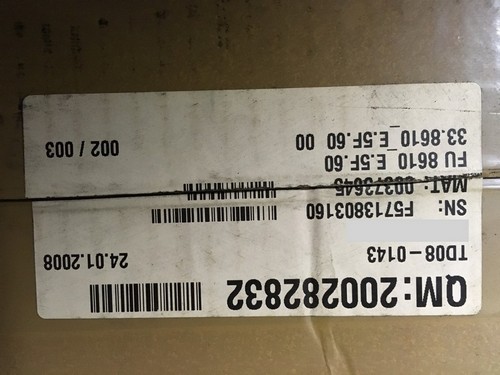 QM:200282832
TD08-0143 24.01.2008
SN: F5713803160
MAT: 00373645
FU 8610_E.5F.60
33.8610_E.5F.60 00 002 / 003